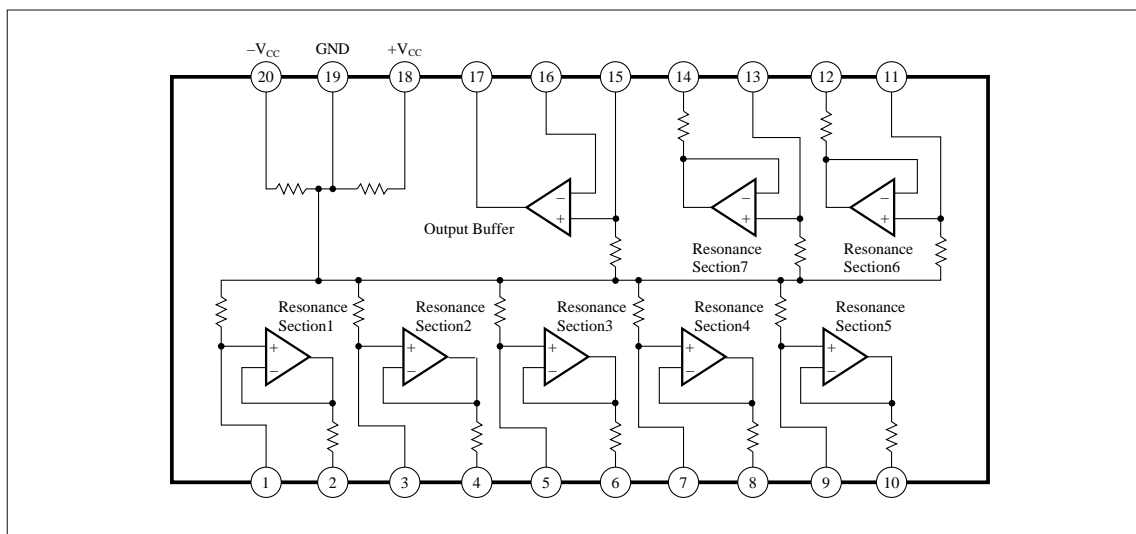 –VCC GND +VCC
20 19 18 17 16 15 14 13 12 11
– + – + – +
Output Buffer
Resonance
Section7
Resonance
Section6
Resonance
Section1
Resonance
Section2
Resonance
Section3
Resonance
Section4
Resonance
Section5
+ – + – + – + – + –
1 2 3 4 5 6 7 8 9 10